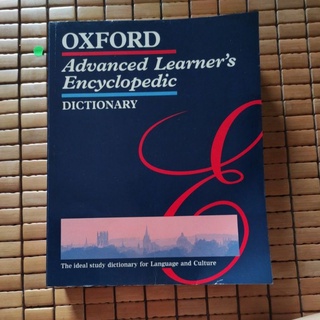 OXFORD
Advanced Learner's
Encyclopedic
DICTIONARY
E
The ideal study dictionary for Language and Culture